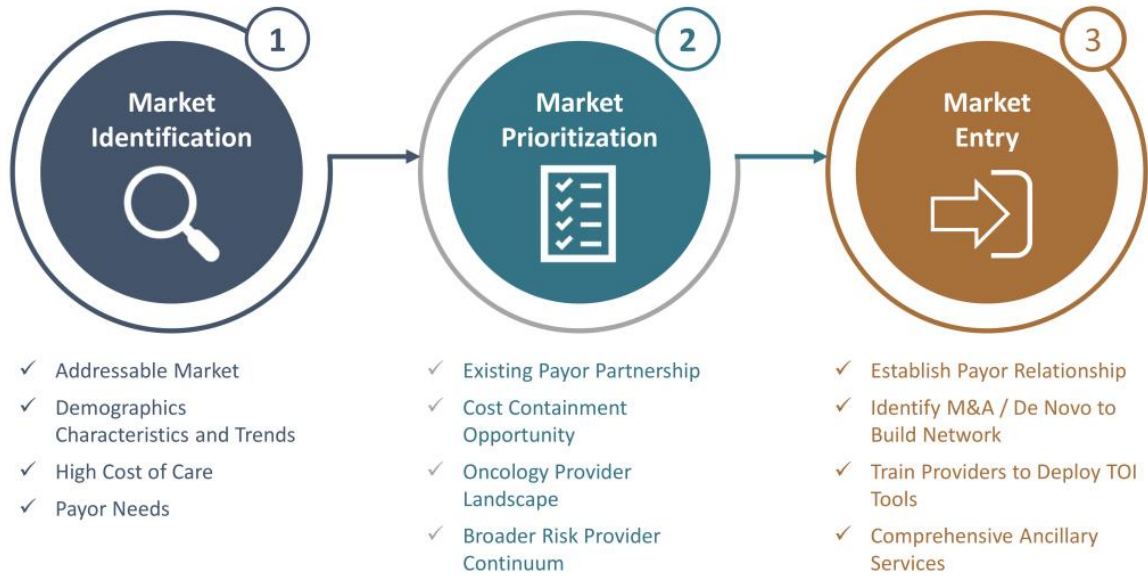 1
Market
Identification
✓ Addressable Market
✓ Demographics
Characteristics and Trends
✓ High Cost of Care
✓ Payor Needs
2
Market
Prioritization
✓ Existing Payor Partnership
✓ Cost Containment
Opportunity
✓ Oncology Provider
Landscape
✓ Broader Risk Provider
Continuum
3
Market
Entry
✓ Establish Payor Relationship
✓ Identify M&A / De Novo to
Build Network
✓ Train Providers to Deploy TOI
Tools
✓ Comprehensive Ancillary
Services